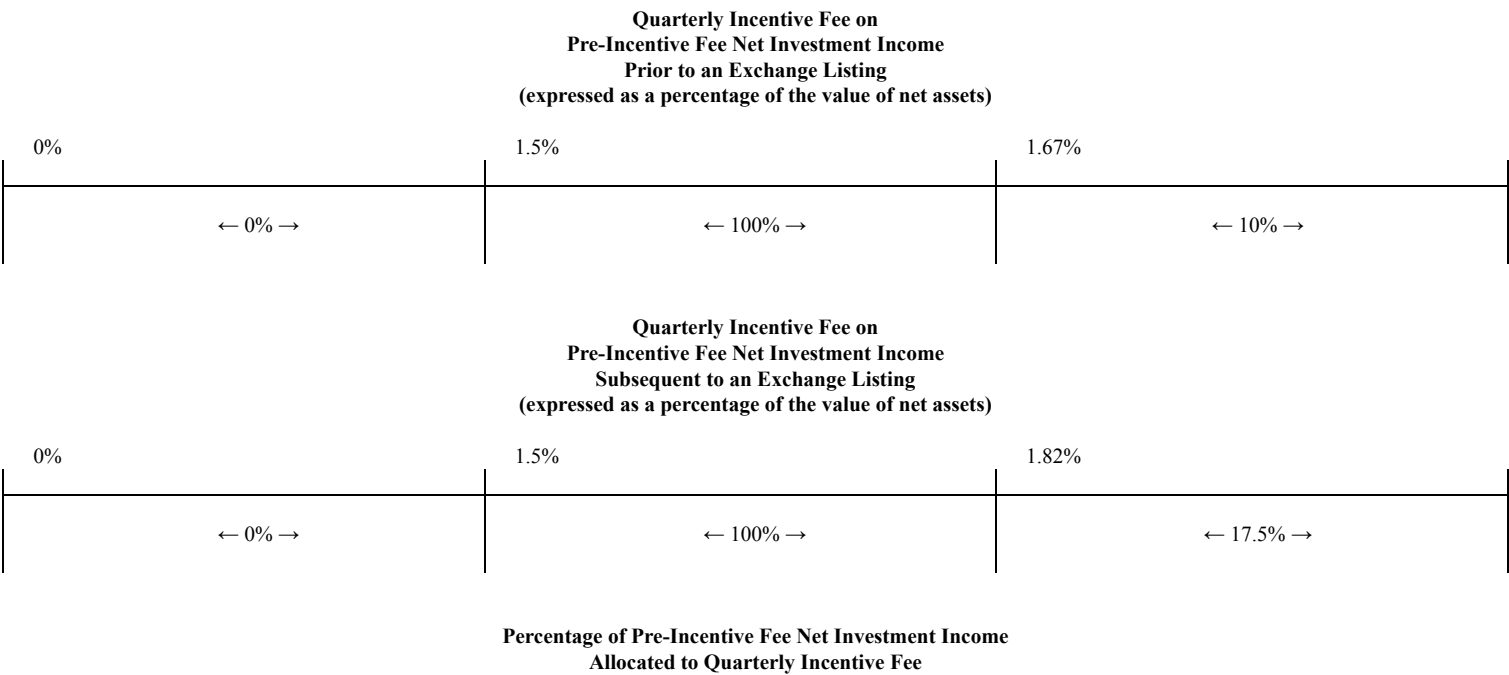 Quarterly Incentive Fee on
Pre-Incentive Fee Net Investment Income
Prior to an Exchange Listing
(expressed as a percentage of the value of net assets)
0% 1.5% 1.67%
← 0% → ← 100% → ← 10% →
Quarterly Incentive Fee on
Pre-Incentive Fee Net Investment Income
Subsequent to an Exchange Listing
(expressed as a percentage of the value of net assets)
0% 1.5% 1.82%
← 0% → ← 100% → ← 17.5% →
Percentage of Pre-Incentive Fee Net Investment Income
Allocated to Quarterly Incentive Fee